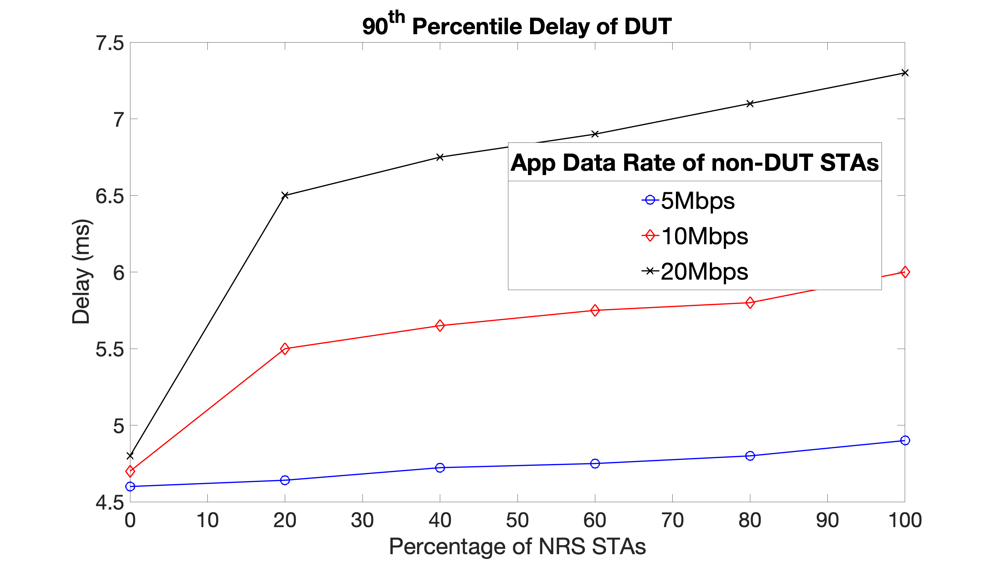 90th Percentile Delay of DUT
7.5
7
6.5
6
5.5
5
4.5
Delay (ms)
App Data Rate of non-DUT STAs
5Mbps
10Mbps
20Mbps
0 10 20 30 40 50 60 70 80 90 100
Percentage of NRS STAs